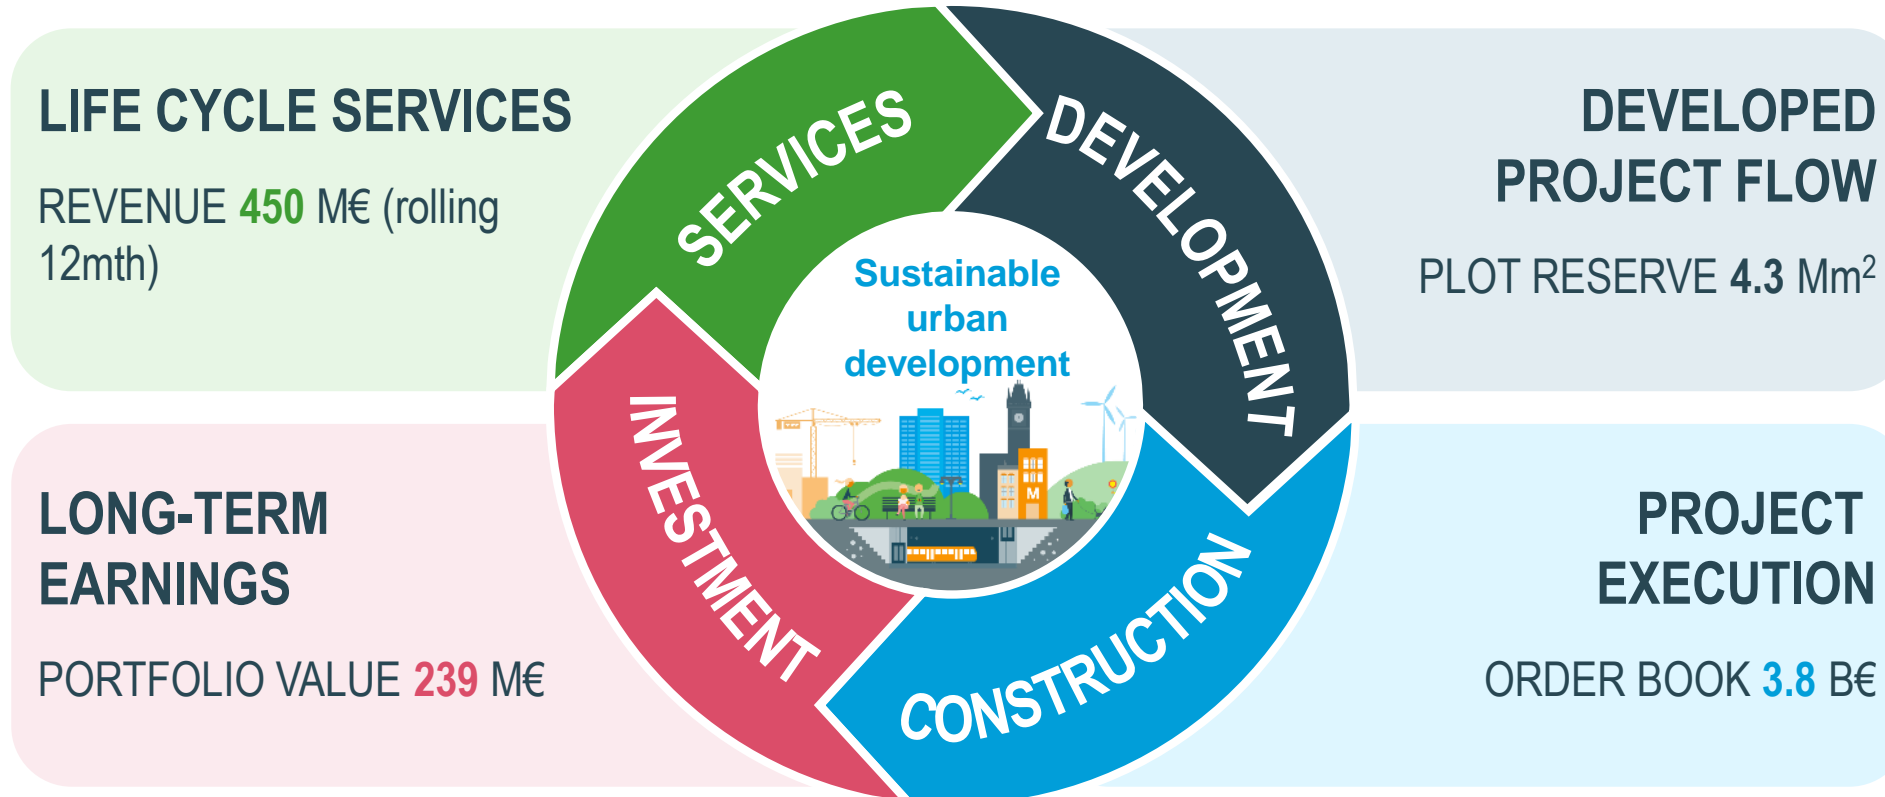 LIFE CYCLE SERVICES
REVENUE 450 M€ (rolling
12mth)
DEVELOPED
PROJECT FLOW
PLOT RESERVE 4.3 Mm²
SERVICES
DEVELOPMENT
Sustainable
urban
development
M
INVESTMENT
CONSTRUCTION
LONG-TERM
EARNINGS
PORTFOLIO VALUE 239 M€
PROJECT
EXECUTION
ORDER BOOK 3.8 B€